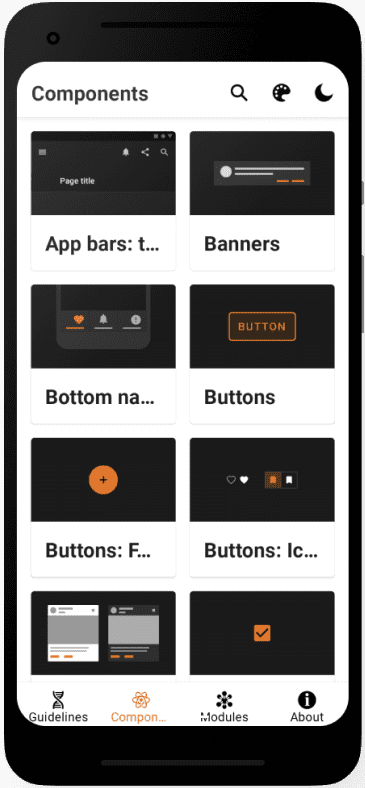 Components
Page title
App bars: t...
Banners
BUTTON
Bottom na...
Buttons
Buttons: F...
Buttons: Ic...
Guidelines
Compon...
Modules
About